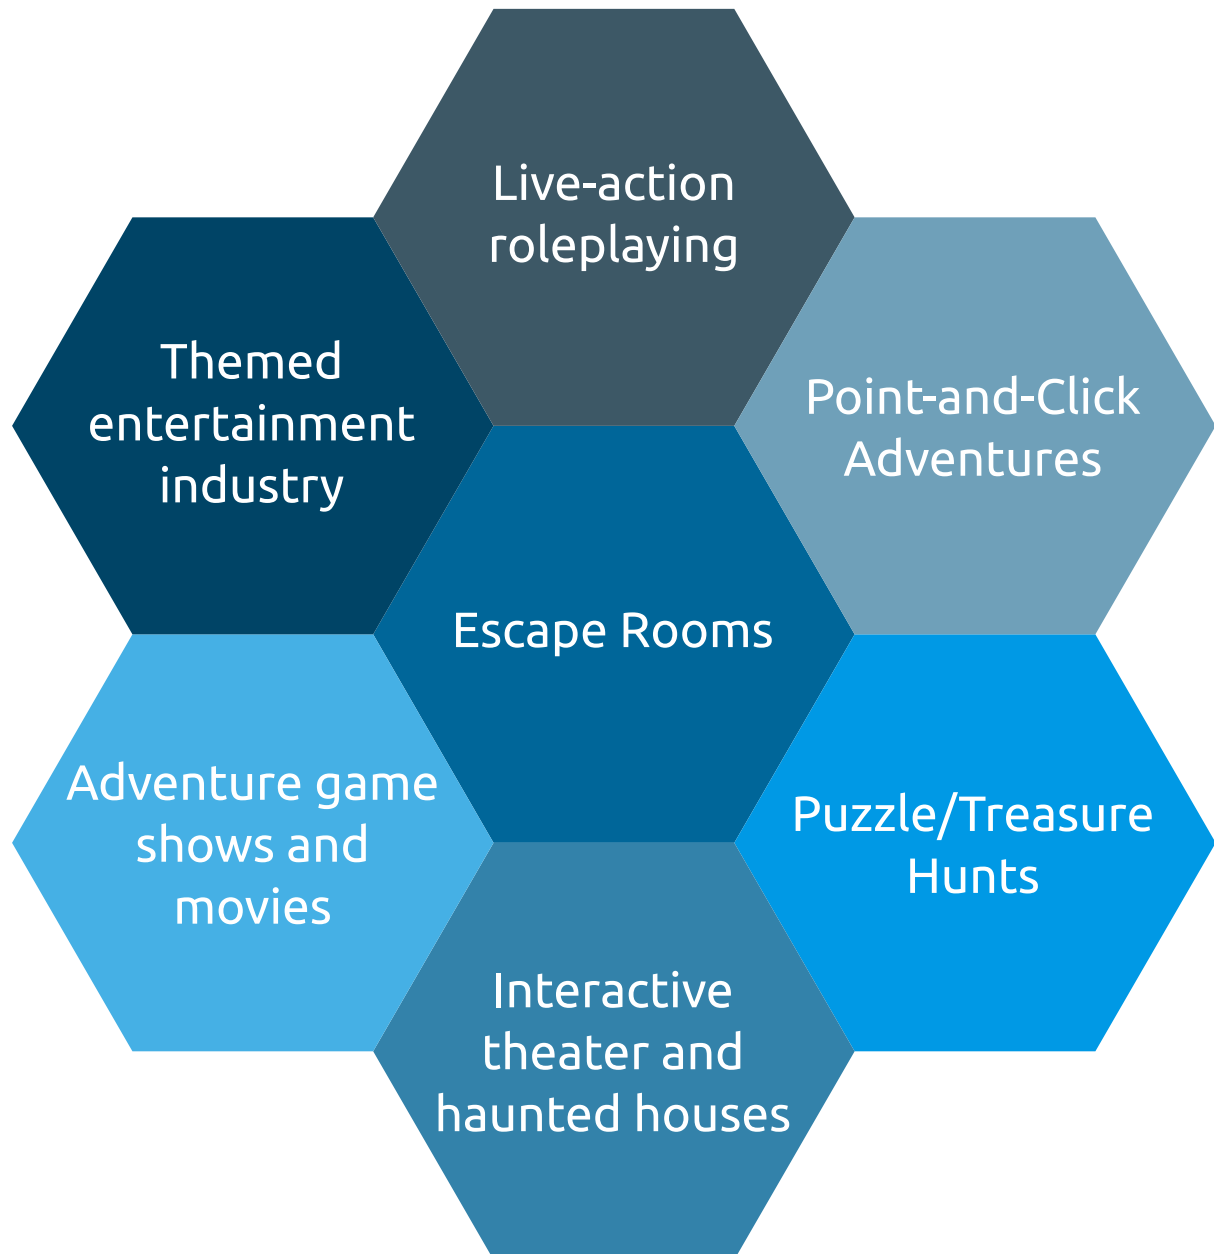 Live-action
roleplaying
Themed
entertainment
industry
Point-and-Click
Adventures
Escape Rooms
Adventure game
shows and
movies
Puzzle/Treasure
Hunts
Interactive
theater and
haunted houses